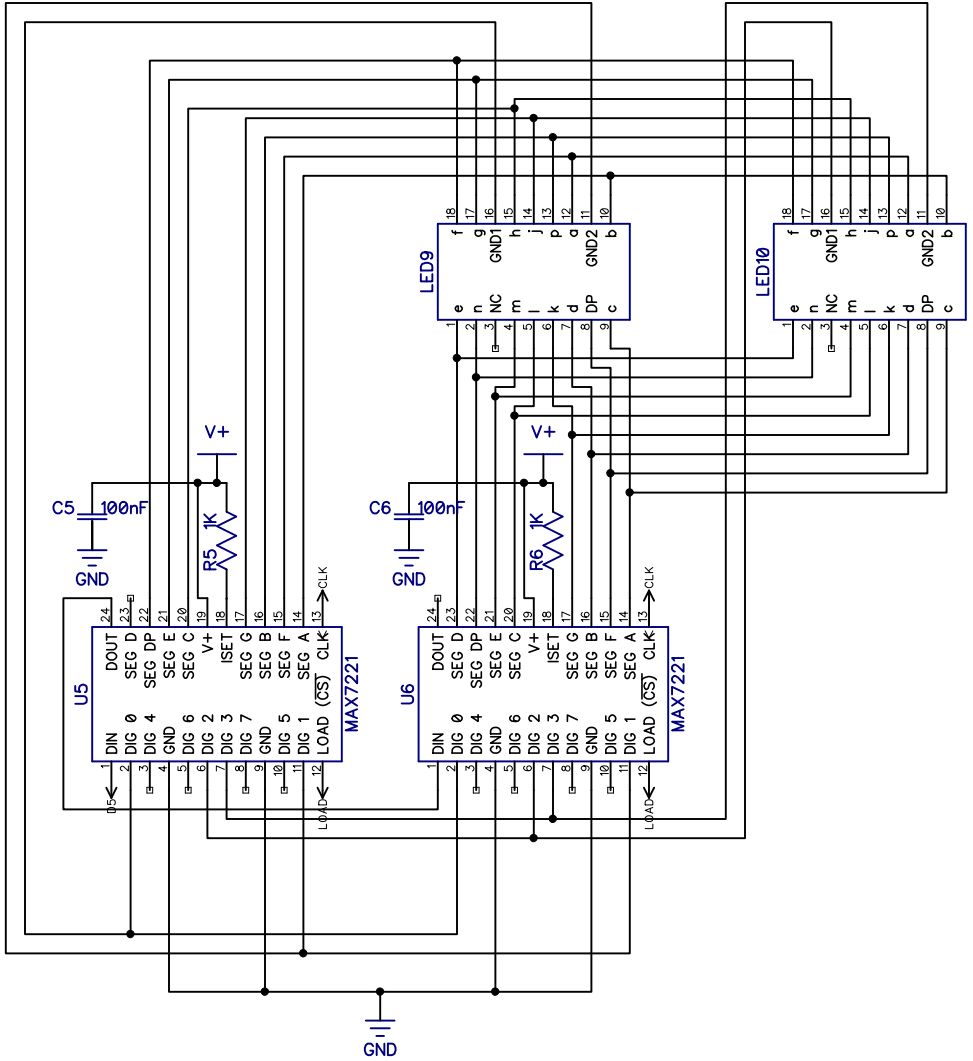 18 17 16 15 14 13 12 11 10
f g GND1 h j p a GND2 b
LED9
e n NC m l k d DP c
1 2 3 4 5 6 7 8 9
18 17 16 15 14 13 12 11 10
f g GND1 h j p a GND2 b
LED10
e n NC m l k d DP c
1 2 3 4 5 6 7 8 9
V+
C5 100nF
1K
R5
GND
V+
C6 100nF
1K
R6
GND
CLK
24 23 22 21 20 19 18 17 16 15 14 13
DOUT SEG D SEG DP SEG E SEG C V+ ISET SEG G SEG B SEG F SEG A CLK
U5
MAX7221
DIN DIG 0 DIG 4 GND DIG 6 DIG 2 DIG 3 DIG 7 GND DIG 5 DIG 1 LOAD (CS)
1 2 3 4 5 6 7 8 9 10 11 12
D5
LOAD
CLK
24 23 22 21 20 19 18 17 16 15 14 13
DOUT SEG D SEG DP SEG E SEG C V+ ISET SEG G SEG B SEG F SEG A CLK
U6
MAX7221
DIN DIG 0 DIG 4 GND DIG 6 DIG 2 DIG 3 DIG 7 GND DIG 5 DIG 1 LOAD (CS)
1 2 3 4 5 6 7 8 9 10 11 12
LOAD
GND